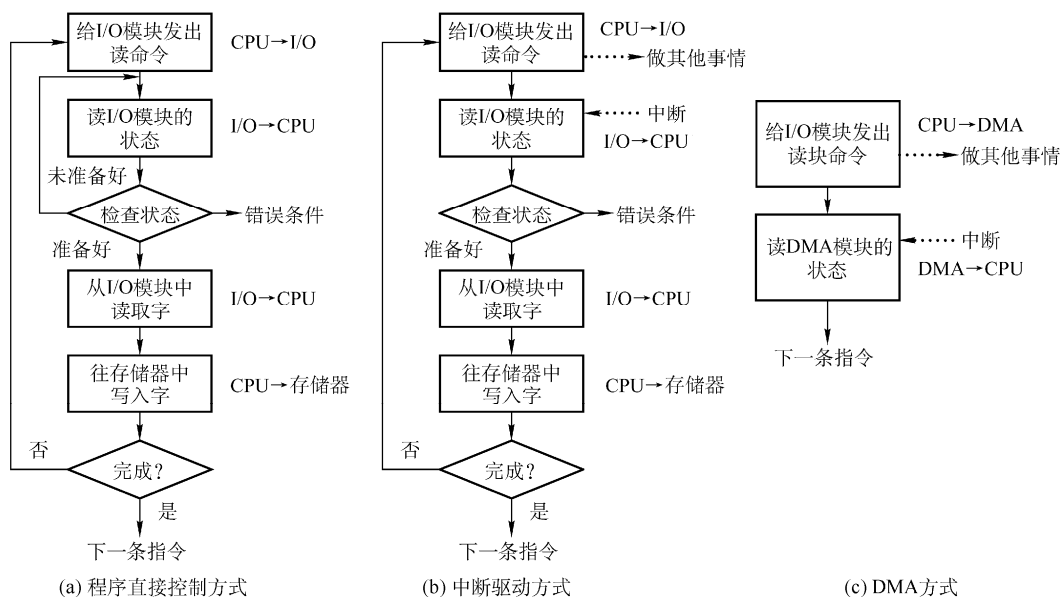 给I/O模块发出
读命令
CPU→I/O
读I/O模块的
状态
I/O→CPU
未准备好
检查状态
错误条件
准备好
从I/O模块中
读取字
I/O→CPU
往存储器中
写入字
CPU→存储器
否
完成？
是
下一条指令
(a) 程序直接控制方式
给I/O模块发出
读命令
CPU→I/O
做其他事情
读I/O模块的
状态
中断
I/O→CPU
检查状态
错误条件
准备好
从I/O模块中
读取字
I/O→CPU
往存储器中
写入字
CPU→存储器
否
完成？
是
下一条指令
(b) 中断驱动方式
给I/O模块发出
读块命令
CPU→DMA
做其他事情
读DMA模块的
状态
中断
DMA→CPU
下一条指令
(c) DMA方式